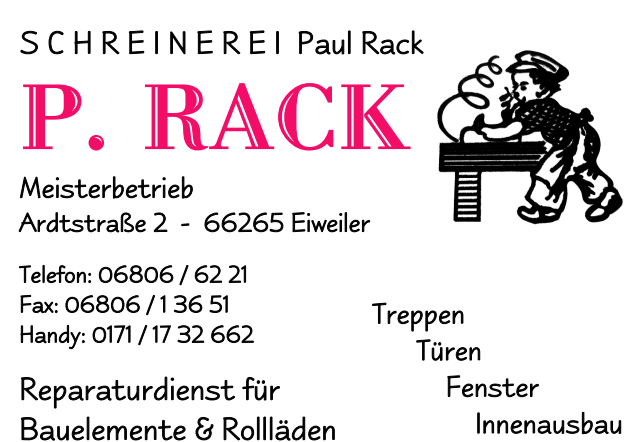 SCHREINEREI Paul Rack
P. RACK
Meisterbetrieb
Ardtstraße 2 - 66265 Eiweiler
Telefon: 06806 / 62 21
Fax: 06806 / 1 36 51
Handy: 0171 / 17 32 662
Reparaturdienst für
Bauelemente & Rollläden
Treppen
Türen
Fenster
Innenausbau